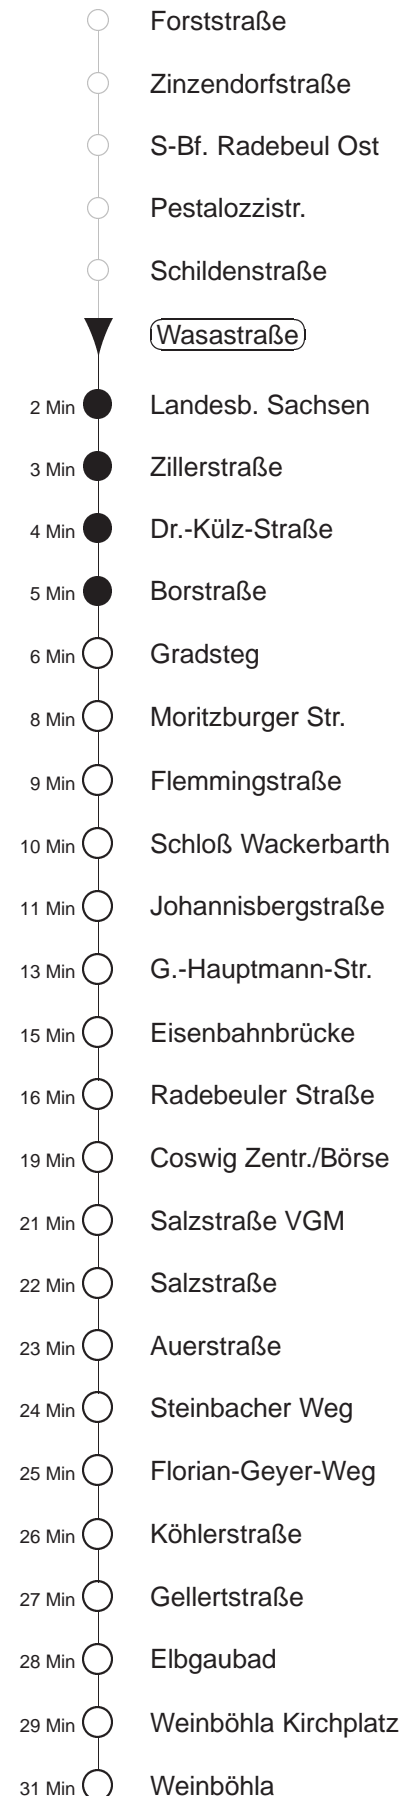 Forststraße
Zinzendorfstraße
S-Bf. Radebeul Ost
Pestalozzistr.
Schildenstraße
Wasastraße
2 Min Landesb. Sachsen
3 Min Zillerstraße
4 Min Dr.-Külz-Straße
5 Min Borstraße
6 Min Gradsteg
8 Min Moritzburger Str.
9 Min Flemmingstraße
10 Min Schloß Wackerbarth
11 Min Johannisbergstraße
13 Min G.-Hauptmann-Str.
15 Min Eisenbahnbrücke
16 Min Radebeuler Straße
19 Min Coswig Zentr./Börse
21 Min Salzstraße VGM
22 Min Salzstraße
23 Min Auerstraße
24 Min Steinbacher Weg
25 Min Florian-Geyer-Weg
26 Min Köhlerstraße
27 Min Gellertstraße
28 Min Elbgaubad
29 Min Weinböhla Kirchplatz
31 Min Weinböhla